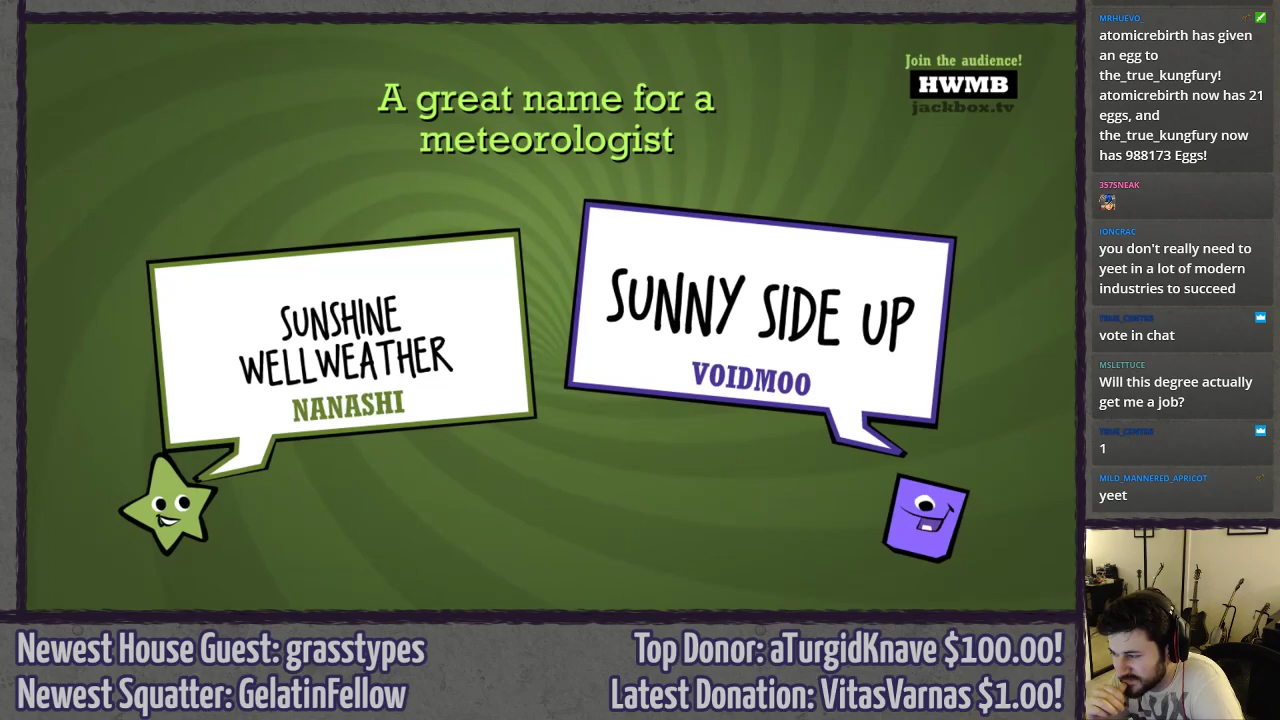 Join the audience!
HWMB
jackbox.tv
A great name for a
meteorologist
SUNSHINE
WELLWEATHER
NANASHI
SUNNY SIDE UP
VOIDMOO
MRHUEVO_
atomicrebirth has given
an egg to
the_true_kungfury!
atomicrebirth now has 21
eggs, and
the_true_kungfury now
has 988173 Eggs!
357SNEAK
IONCRAC
you don't really need to
yeet in a lot of modern
industries to succeed
vote in chat
MSLETTUCE
Will this degree actually
get me a job?
1
MILD_MANNERED_APRICOT
yeet
Newest House Guest: grasstypes
Newest Squatter: GelatinFellow
Top Donor: aTurgidKnave $100.00!
Latest Donation: VitasVarnas $1.00!